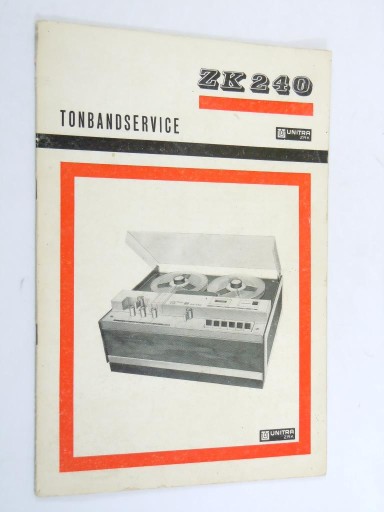 ZK 240
TONBANDSERVICE
UNITRA
ZRK
UNITRA
ZRK